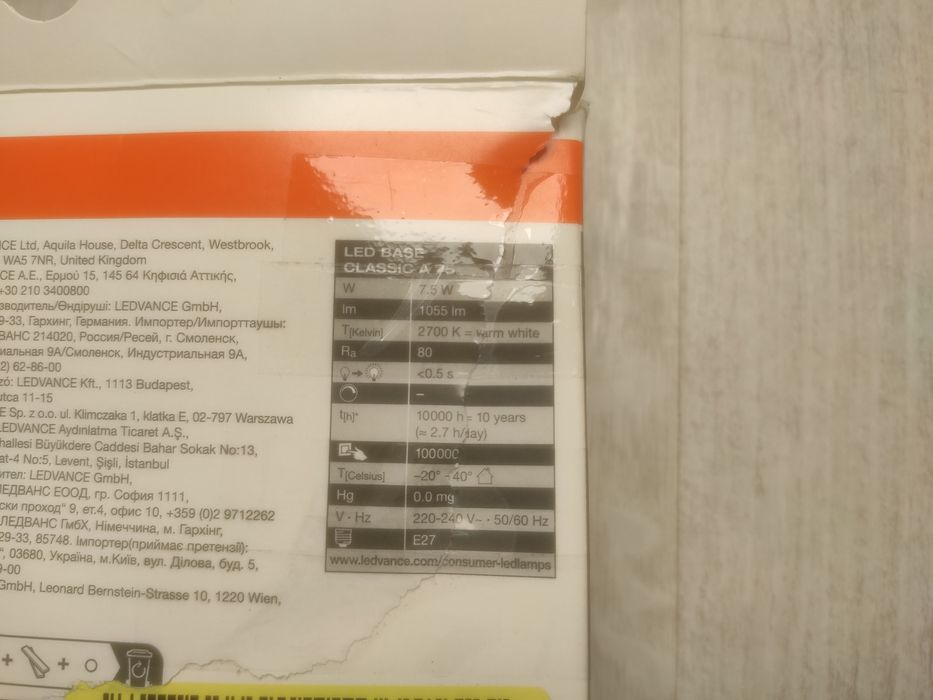 ICE Ltd, Aquila House, Delta Crescent, Westbrook,
WA5 7NR, United Kingdom
CE A.E., Ερμού 15, 145 64 Κηφισιά Αττικής,
+30 210 3400800
зводитель/Өндіруші: LEDVANCE GmbH,
9-33, Гархинг, Германия. Импортер/Импорттаушы:
ВАНС 214020, Россия/Ресей, г. Смоленск,
иальная 9А/Смоленск, Индустриальная 9А,
2) 62-86-00
zó: LEDVANCE Kft., 1113 Budapest,
utca 11-15
E Sp. z o.o. ul. Klimczaka 1, klatka E, 02-797 Warszawa
LEDVANCE Aydınlatma Ticaret A.Ş.,
hallesi Büyükdere Caddesi Bahar Sokak No:13,
at-4 No:5, Levent, Şişli, İstanbul
ител: LEDVANCE GmbH,
ЛЕДВАНС ЕООД, гр. София 1111,
ски проход" 9, ет.4, офис 10, +359 (0)2 9712262
ЛЕДВАНС ГмбХ, Німеччина, м. Гархінг,
29-33, 85748. Імпортер(приймає претензії):
", 03680, Україна, м.Київ, вул. Ділова, буд. 5,
9-00
GmbH, Leonard Bernstein-Strasse 10, 1220 Wien,
LED BASE
CLASSIC A 75
W 7.5 W
lm 1055 lm
T[Kelvin] 2700 K = warm white
Ra 80
<0.5 s
–
t[h]* 10000 h = 10 years
(≈ 2.7 h/day)
100000
T[Celsius] –20° - 40°
Hg 0.0 mg
V · Hz 220-240 V~ · 50/60 Hz
E27
www.ledvance.com/consumer-ledlamps